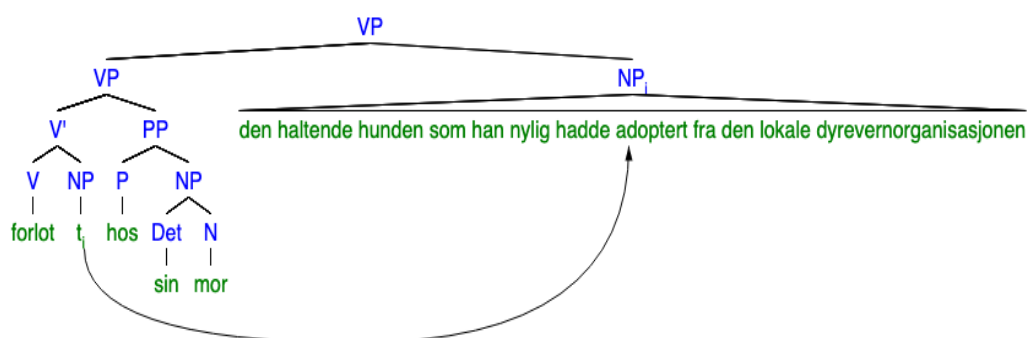 VP
VP NPᵢ
V' PP den haltende hunden som han nylig hadde adoptert fra den lokale dyrevernorganisasjonen
V NP P NP
forlot tᵢ hos Det N
sin mor